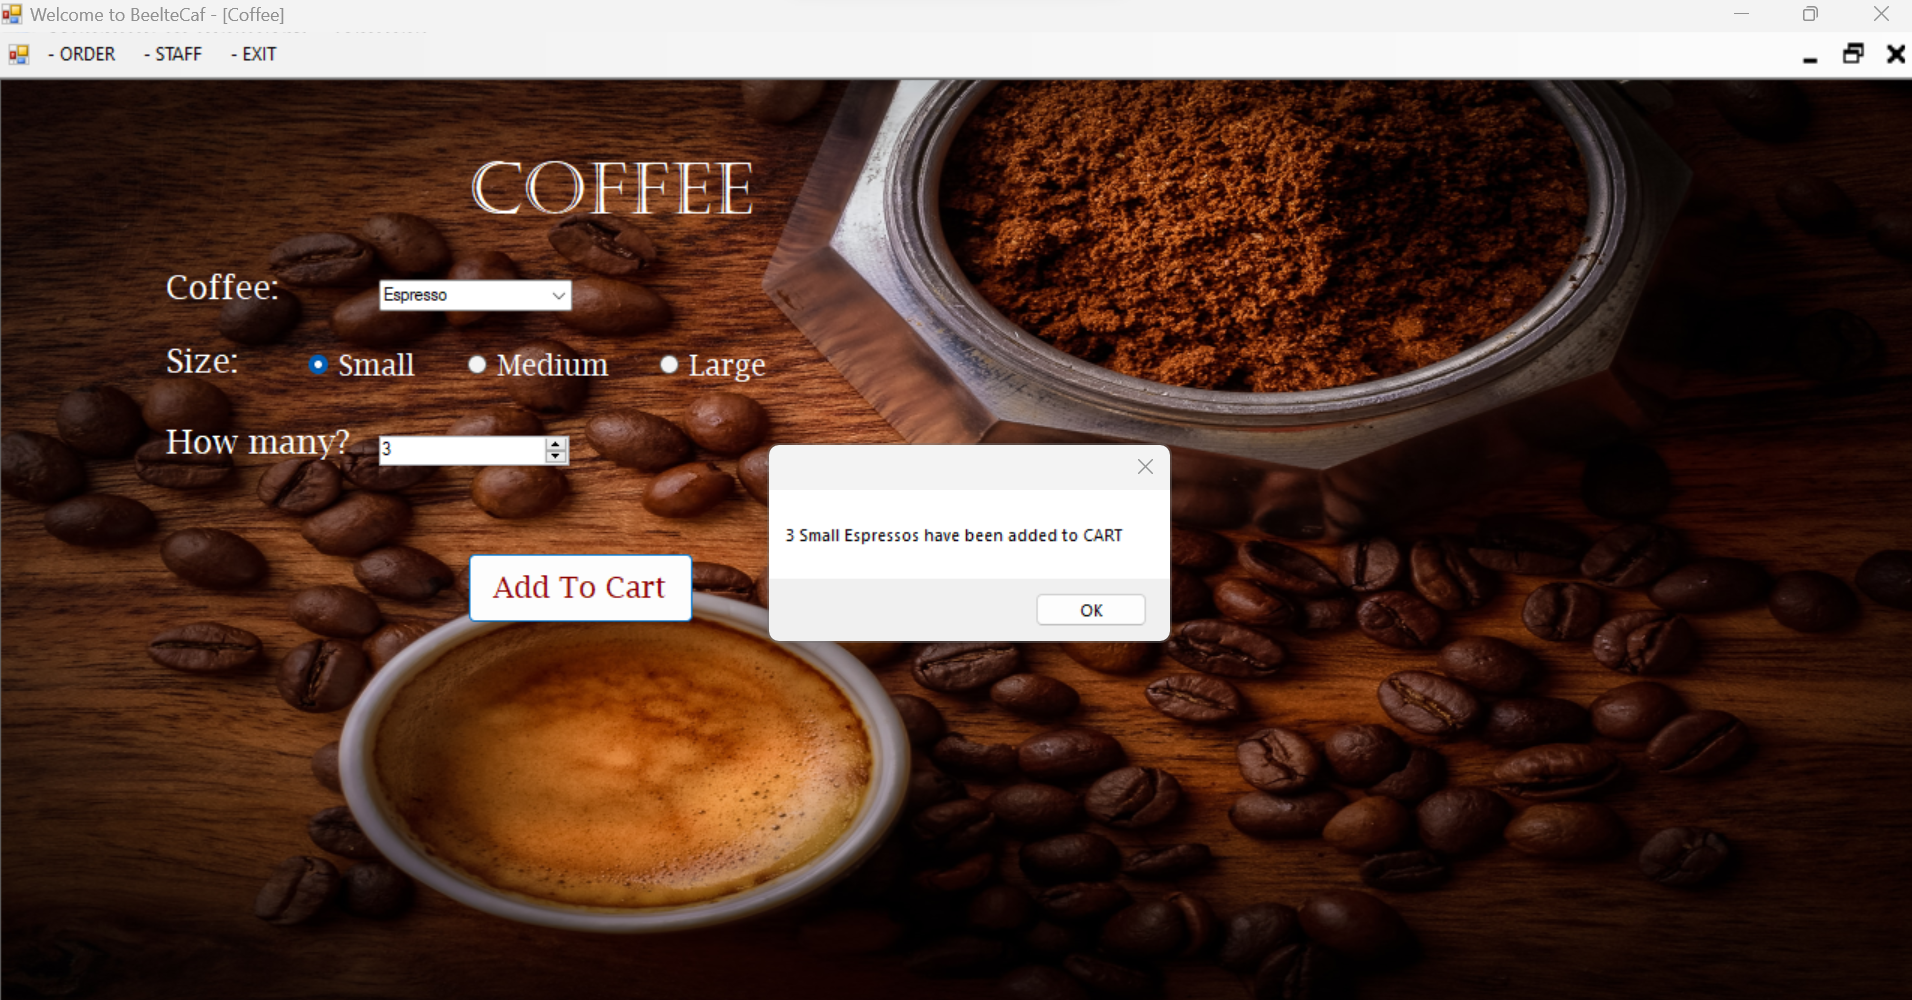 Welcome to BeelteCaf - [Coffee]
- ORDER - STAFF - EXIT
COFFEE
Coffee: Espresso
Size: Small Medium Large
How many? 3
3 Small Espressos have been added to CART
Add To Cart
OK